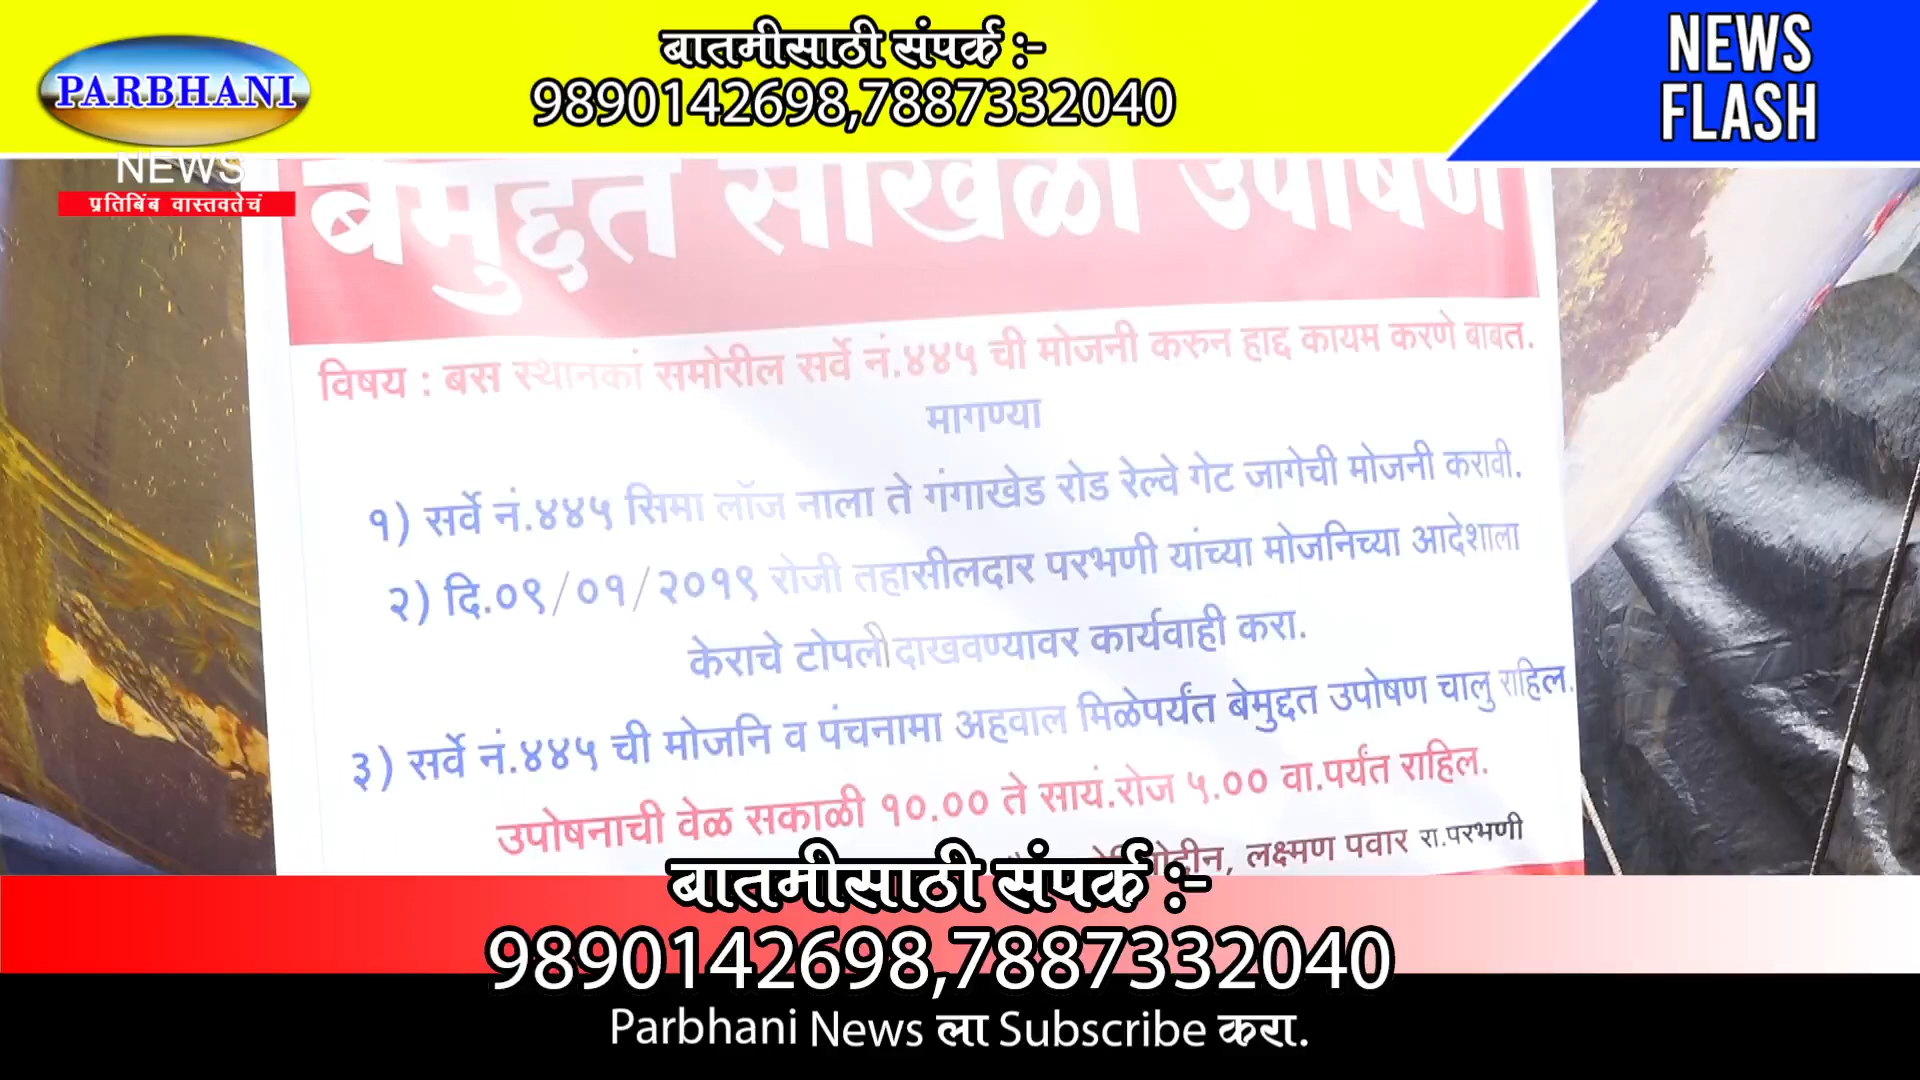 बातमीसाठी संपर्क :-
9890142698,7887332040
NEWS
FLASH
PARBHANI
NEWS
प्रतिबिंब वास्तवतेचं
बेमुद्दत साखळी उपोषण
विषय : बस स्थानकां समोरील सर्वे नं.४४५ ची मोजनी करुन हाद्द कायम करणे बाबत.
मागण्या
१) सर्वे नं.४४५ सिमा लॉज नाला ते गंगाखेड रोड रेल्वे गेट जागेची मोजनी करावी.
२) दि.०९/०१/२०१९ रोजी तहासीलदार परभणी यांच्या मोजनिच्या आदेशाला
केराचे टोपली दाखवण्यावर कार्यवाही करा.
३) सर्वे नं.४४५ ची मोजनि व पंचनामा अहवाल मिळेपर्यंत बेमुद्दत उपोषण चालु राहिल.
उपोषनाची वेळ सकाळी १०.०० ते सायं.रोज ५.०० वा.पर्यंत राहिल.
लक्ष्मण पवार रा.परभणी
बातमीसाठी संपर्क :-
9890142698,7887332040
Parbhani News ला Subscribe करा.